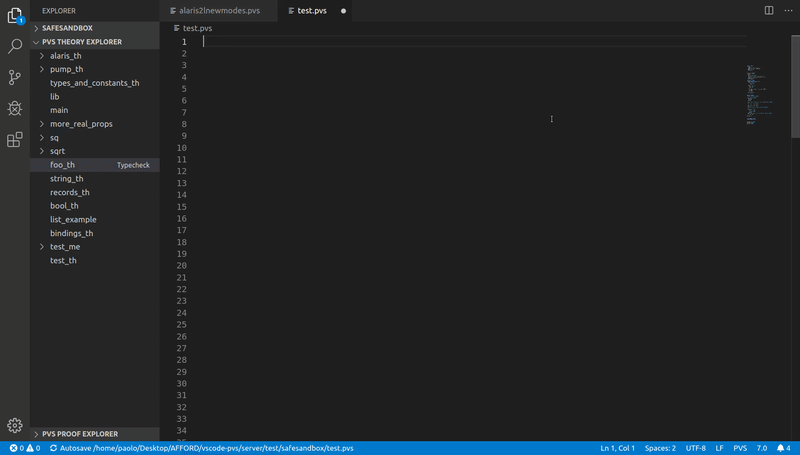 EXPLORER
alaris2lnewmodes.pvs
test.pvs
1
SAFESANDBOX
PVS THEORY EXPLORER
alaris_th
pump_th
types_and_constants_th
lib
main
more_real_props
sq
sqrt
foo_th Typecheck
string_th
records_th
bool_th
list_example
bindings_th
test_me
test_th
PVS PROOF EXPLORER
test.pvs
1
2
3
4
5
6
7
8
9
10
11
12
13
14
15
16
17
18
19
20
21
22
23
24
25
26
27
28
29
30
31
32
33
34
0 0 Autosave /home/paolo/Desktop/AFFORD/vscode-pvs/server/test/safesandbox/test.pvs Ln 1, Col 1 Spaces: 2 UTF-8 LF PVS 7.0 4